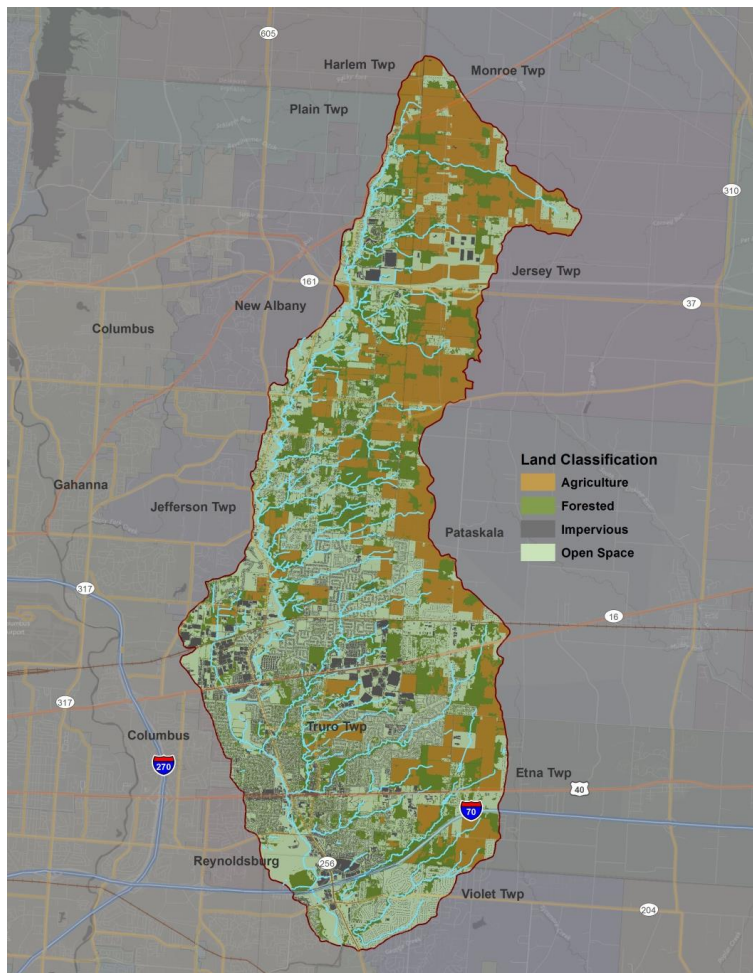 605
Harlem Twp
Monroe Twp
Plain Twp
310
Jersey Twp
161
New Albany
37
Columbus
Land Classification
Agriculture
Forested
Impervious
Open Space
Gahanna
Jefferson Twp
Pataskala
317
16
317
Truro Twp
Columbus
270
Etna Twp
40
70
Reynoldsburg
256
Violet Twp
204